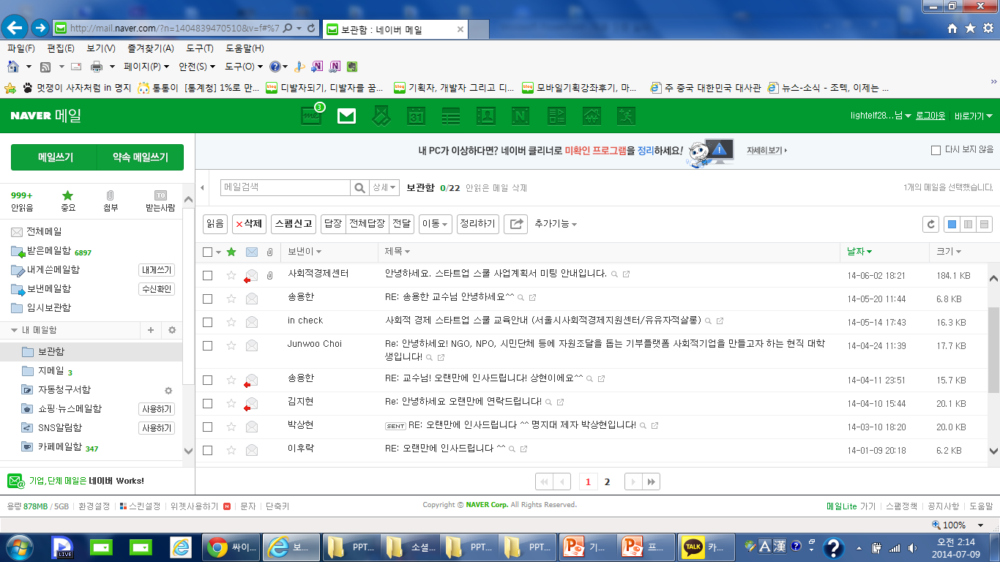 http://mail.naver.com/?n=1404839470510&v=f#%7
보관함 : 네이버 메일
파일(F) 편집(E) 보기(V) 즐겨찾기(A) 도구(T) 도움말(H)
페이지(P) 안전(S) 도구(O)
멋쟁이 사자처럼 in 명지 통통이 [통계청] 1%로 만... 디발자되기, 디발자를 꿈... 기획자, 개발자 그리고 디... 모바일기획강좌후기, 마... 주 중국 대한민국 대사관 뉴스-소식 - 조텍, 이제는 ...
NAVER 메일 me 3 31 N lightelf28...님 로그아웃 바로가기
메일쓰기 약속 메일쓰기
내 PC가 이상하다면? 네이버 클리너로 미확인 프로그램을 정리하세요! 자세히 보기 다시 보지 않음
999+ TO
안읽음 중요 첨부 받는사람
메일검색 상세 보관함 0/22 안읽은 메일 삭제 1개의 메일을 선택했습니다.
읽음 삭제 스팸신고 답장 전체답장 전달 이동 정리하기 추가기능
전체메일
받은메일함 6897
내게쓴메일함 내게쓰기
보낸메일함 수신확인
임시보관함
내 메일함
보관함
지메일 3
자동청구서함
쇼핑·뉴스메일함 사용하기
SNS알림함 사용하기
카페메일함 347
기업,단체 메일은 네이버 Works!
보낸이 제목 날짜 크기
사회적경제센터 안녕하세요. 스타트업 스쿨 사업계획서 미팅 안내입니다. 14-06-02 18:21 184.1 KB
송용한 RE: 송용한 교수님 안녕하세요^^ 14-05-20 11:44 6.8 KB
in check 사회적 경제 스타트업 스쿨 교육안내 (서울시사회적경제지원센터/유유자적살롱) 14-05-14 17:43 16.3 KB
Junwoo Choi Re: 안녕하세요! NGO, NPO, 시민단체 등에 자원조달을 돕는 기부플랫폼 사회적기업을 만들고자 하는 현직 대학
생입니다! 14-04-24 11:39 17.7 KB
송용한 RE: 교수님! 오랜만에 인사드립니다! 상현이에요^^ 14-04-11 23:51 15.7 KB
김지현 Re: 안녕하세요 오랜만에 연락드립니다! 14-04-10 15:44 20.1 KB
박상현 SENT RE: 오랜만에 인사드립니다 ^^ 명지대 제자 박상현입니다! 14-03-10 18:20 20.0 KB
이후락 RE: 오랜만에 인사드립니다 ^^ 14-01-09 20:18 6.2 KB
1 2
용량 878MB / 5GB 환경설정 스킨설정 위젯사용하기 N 문자 단축키 Copyright © NAVER Corp. All Rights Reserved. 메일Lite 가기 스팸정책 공지사항 도움말
100%
LIVE 싸이... 보... PPT... 소셜... PPT... PPT... 기... 프... TALK 카... A 漢 오전 2:14
2014-07-09